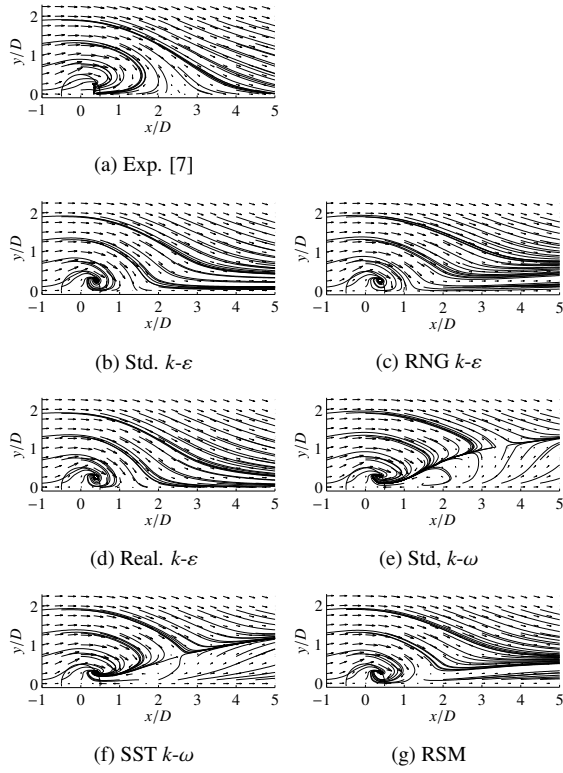 y/D
2
1
0
−1 0 1 2 3 4 5
x/D
(a) Exp. [7]
y/D
2
1
0
−1 0 1 2 3 4 5
x/D
(b) Std. k-ε
y/D
2
1
0
−1 0 1 2 3 4 5
x/D
(c) RNG k-ε
y/D
2
1
0
−1 0 1 2 3 4 5
x/D
(d) Real. k-ε
y/D
2
1
0
−1 0 1 2 3 4 5
x/D
(e) Std, k-ω
y/D
2
1
0
−1 0 1 2 3 4 5
x/D
(f) SST k-ω
y/D
2
1
0
−1 0 1 2 3 4 5
x/D
(g) RSM